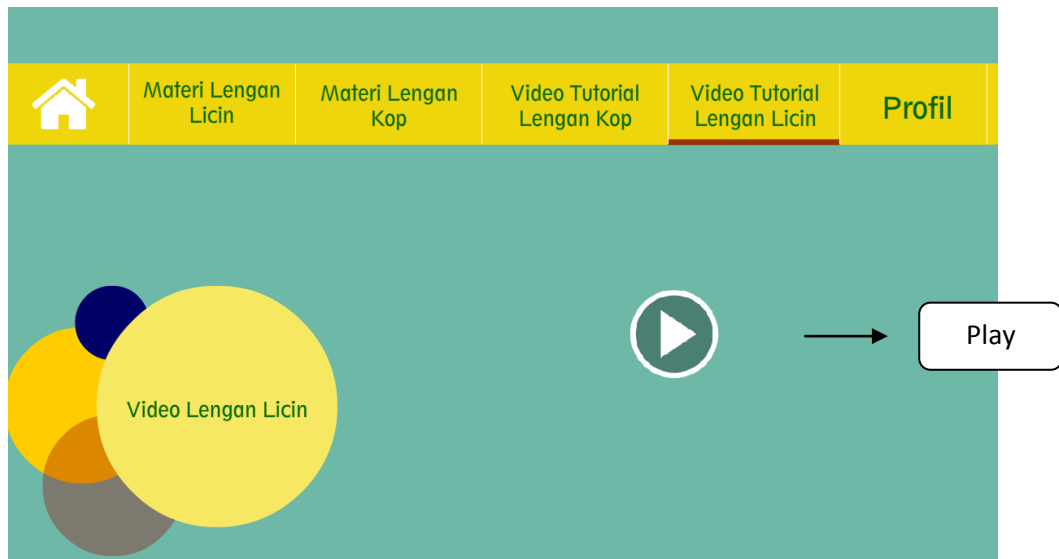 Materi Lengan
Licin
Materi Lengan
Kop
Video Tutorial
Lengan Kop
Video Tutorial
Lengan Licin
Profil
Play
Video Lengan Licin